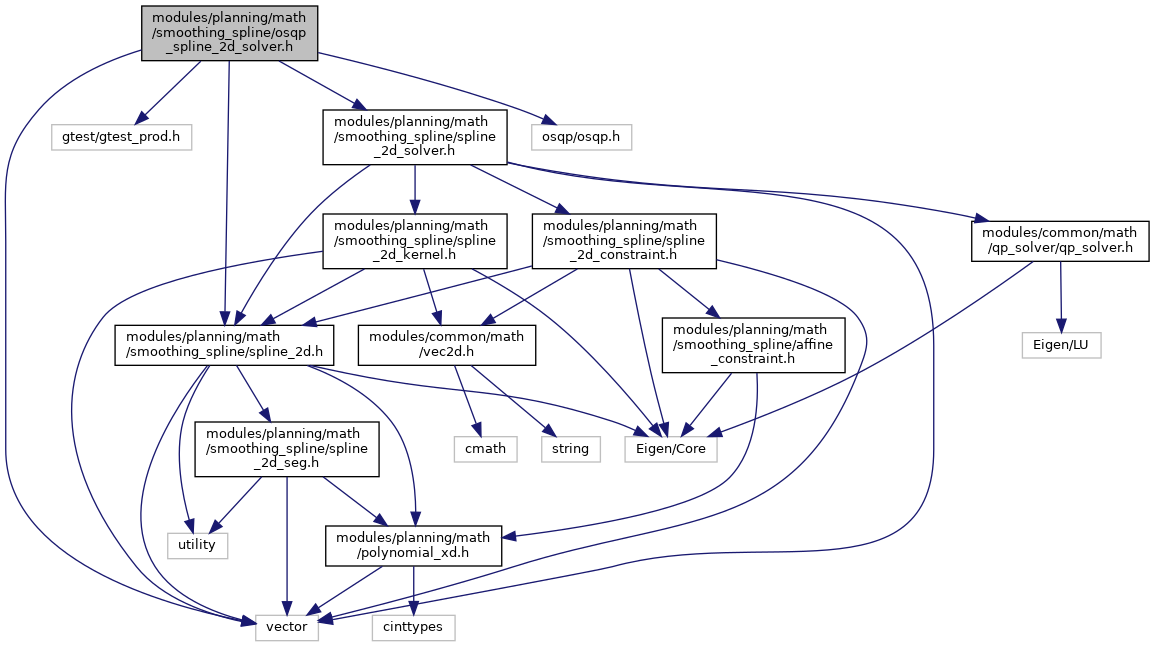 modules/planning/math
/smoothing_spline/osqp
_spline_2d_solver.h
gtest/gtest_prod.h
modules/planning/math
/smoothing_spline/spline
_2d_solver.h
osqp/osqp.h
modules/planning/math
/smoothing_spline/spline
_2d_kernel.h
modules/planning/math
/smoothing_spline/spline
_2d_constraint.h
modules/common/math
/qp_solver/qp_solver.h
modules/planning/math
/smoothing_spline/spline_2d.h
modules/common/math
/vec2d.h
modules/planning/math
/smoothing_spline/affine
_constraint.h
Eigen/LU
modules/planning/math
/smoothing_spline/spline
_2d_seg.h
cmath
string
Eigen/Core
utility
modules/planning/math
/polynomial_xd.h
vector
cinttypes